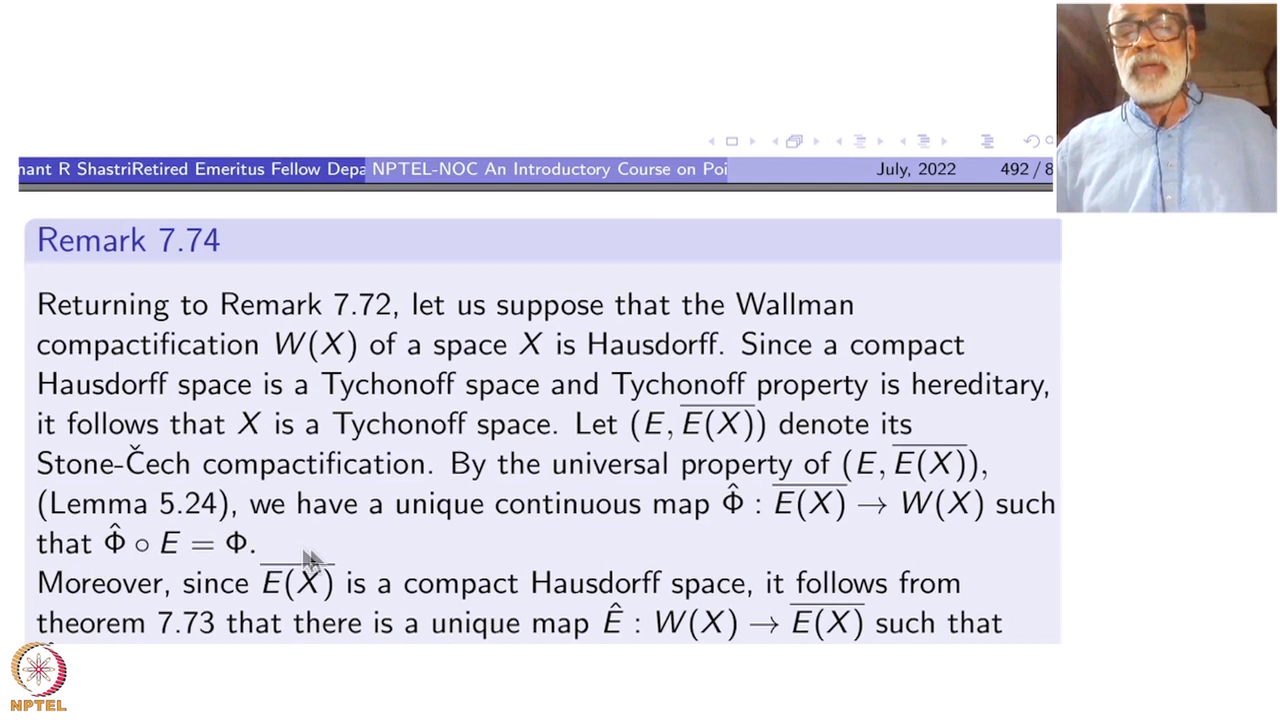 nant R ShastriRetired Emeritus Fellow Depa NPTEL-NOC An Introductory Course on Poi July, 2022 492 / 8
Remark 7.74
Returning to Remark 7.72, let us suppose that the Wallman
compactification W(X) of a space X is Hausdorff. Since a compact
Hausdorff space is a Tychonoff space and Tychonoff property is hereditary,
it follows that X is a Tychonoff space. Let (E, \overline{E(X)}) denote its
Stone-Čech compactification. By the universal property of (E, \overline{E(X)}),
(Lemma 5.24), we have a unique continuous map Φ̂ : \overline{E(X)} → W(X) such
that Φ̂ ∘ E = Φ.
Moreover, since \overline{E(X)} is a compact Hausdorff space, it follows from
theorem 7.73 that there is a unique map Ê : W(X) → \overline{E(X)} such that
NPTEL